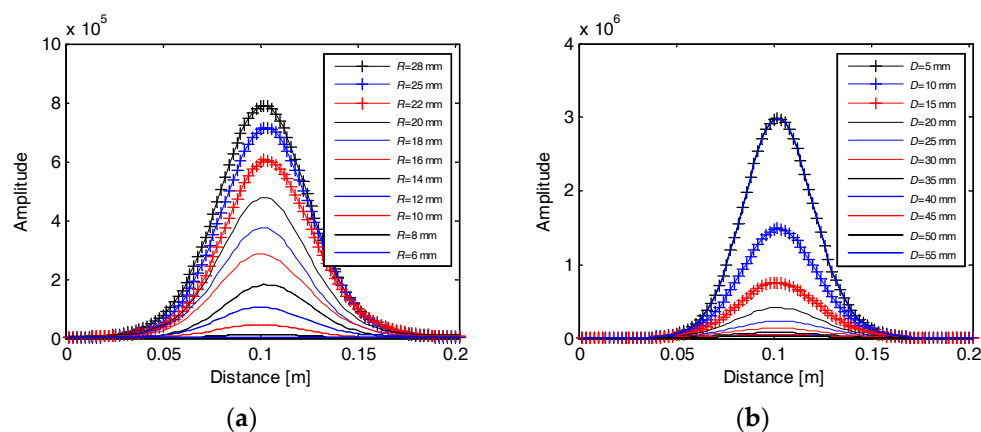 x 10⁵
10
8
6
4
2
0
Amplitude
0
0.05
0.1
0.15
0.2
Distance [m]
R=28 mm
R=25 mm
R=22 mm
R=20 mm
R=18 mm
R=16 mm
R=14 mm
R=12 mm
R=10 mm
R=8 mm
R=6 mm
(a)
x 10⁶
4
3
2
1
0
Amplitude
0
0.05
0.1
0.15
0.2
Distance [m]
D=5 mm
D=10 mm
D=15 mm
D=20 mm
D=25 mm
D=30 mm
D=35 mm
D=40 mm
D=45 mm
D=50 mm
D=55 mm
(b)